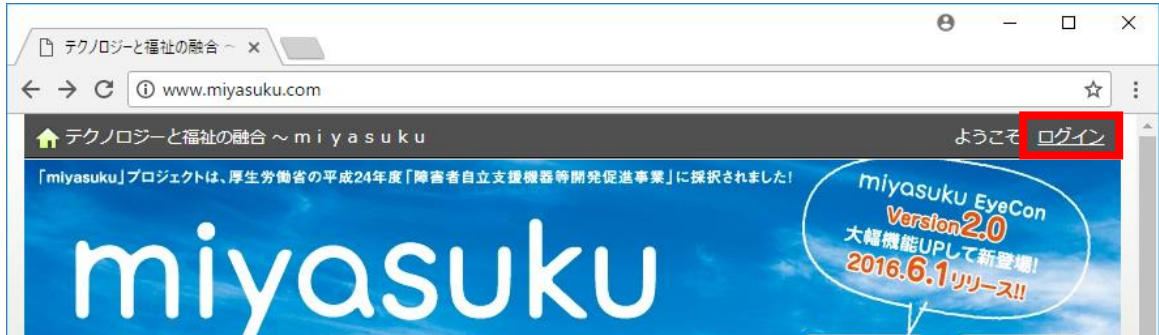 テクノロジーと福祉の融合 ~
www.miyasuku.com
テクノロジーと福祉の融合 ~ m i y a s u k u
ようこそ ログイン
「miyasuku」プロジェクトは、厚生労働省の平成24年度「障害者自立支援機器等開発促進事業」に採択されました!
miyasuku
miyasuku EyeCon
Version2.0
大幅機能UPして新登場!
2016.6.1リリース!!